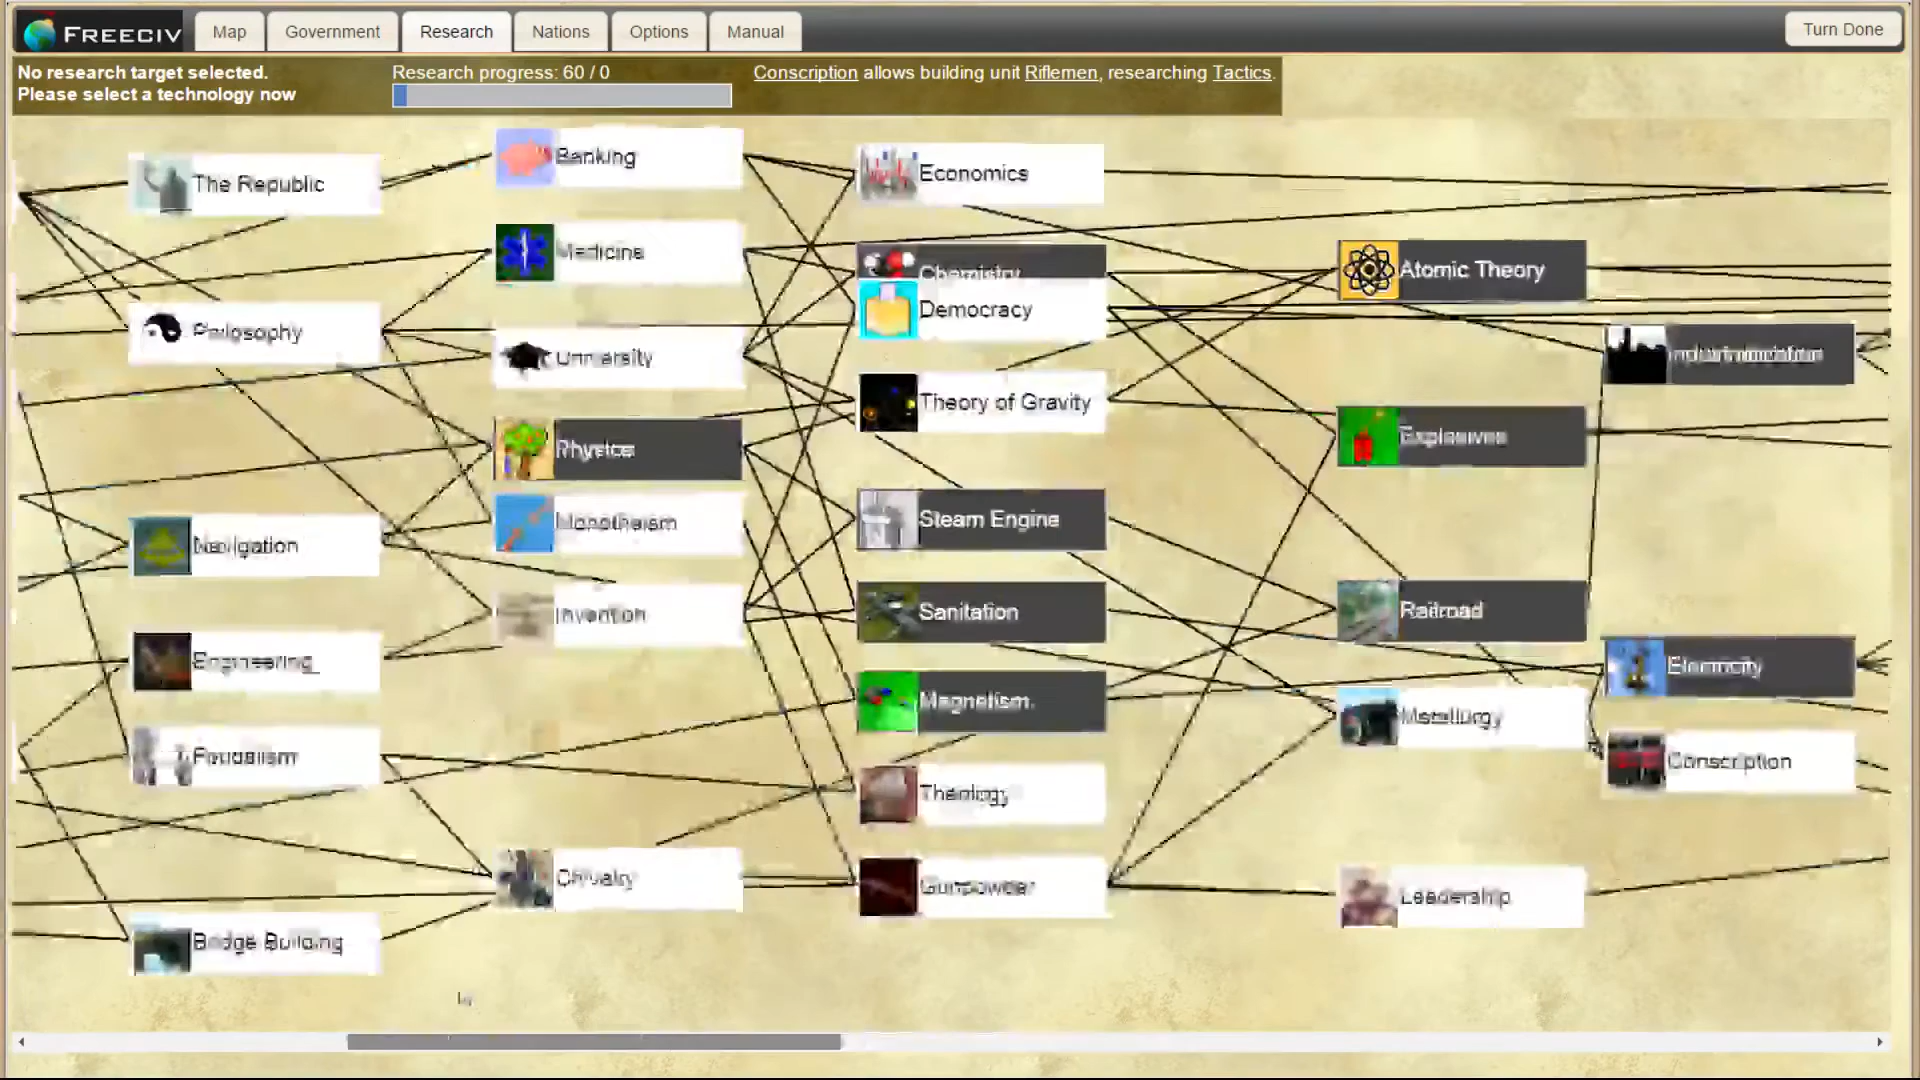 FREECIV
Map
Government
Research
Nations
Options
Manual
Turn Done
No research target selected.
Please select a technology now
Research progress: 60 / 0
Conscription allows building unit Riflemen, researching Tactics.
The Republic
Banking
Economics
Medicine
Chemistry
Atomic Theory
Philosophy
Democracy
University
Industrialization
Theory of Gravity
Physics
Explosives
Monotheism
Steam Engine
Navigation
Invention
Sanitation
Railroad
Engineering
Electricity
Magnetism
Metallurgy
Feudalism
Conscription
Theology
Chivalry
Gunpowder
Leadership
Bridge Building